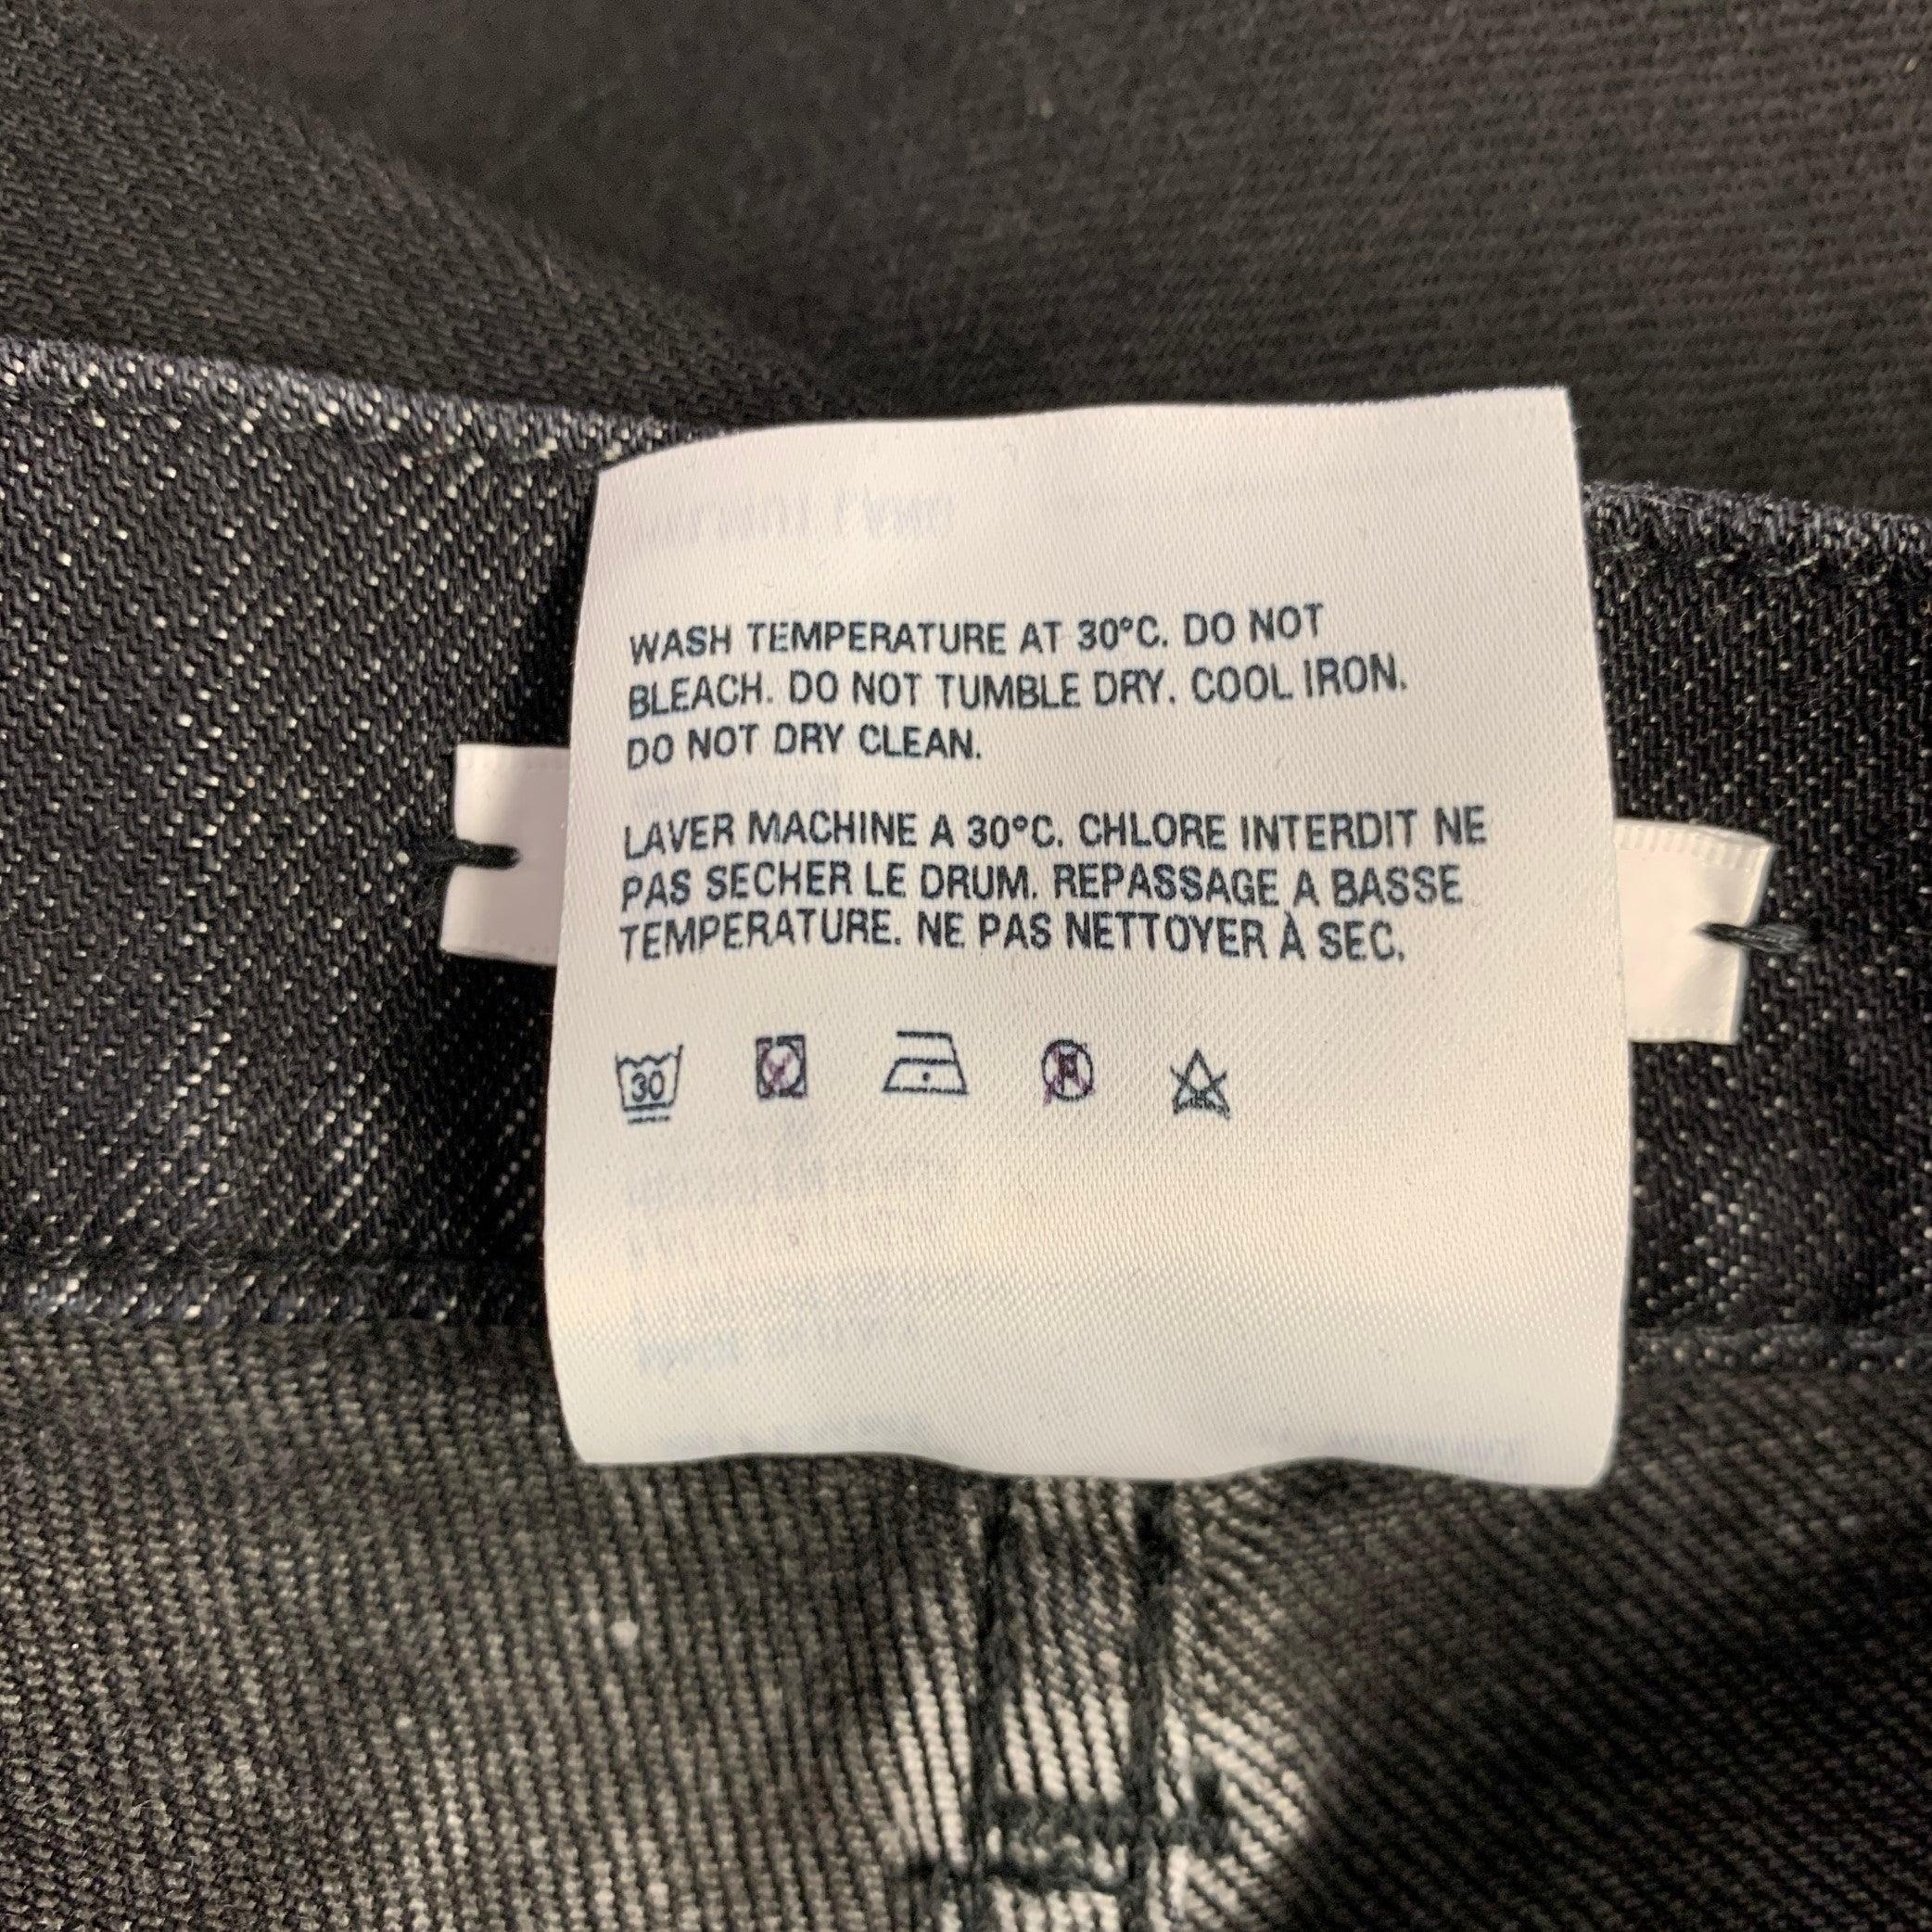 WASH TEMPERATURE AT 30°C. DO NOT
BLEACH. DO NOT TUMBLE DRY. COOL IRON.
DO NOT DRY CLEAN.
LAVER MACHINE A 30°C. CHLORE INTERDIT NE
PAS SECHER LE DRUM. REPASSAGE A BASSE
TEMPERATURE. NE PAS NETTOYER À SEC.
30